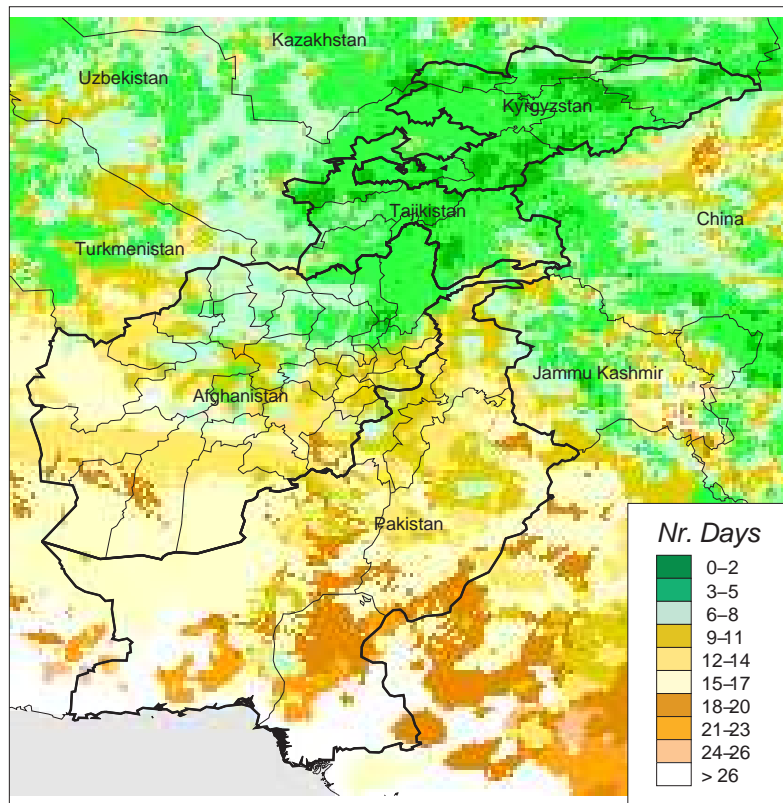 Kazakhstan
Uzbekistan
Kyrgyzstan
Tajikistan
China
Turkmenistan
Jammu Kashmir
Afghanistan
Pakistan
Nr. Days
0–2
3–5
6–8
9–11
12–14
15–17
18–20
21–23
24–26
> 26